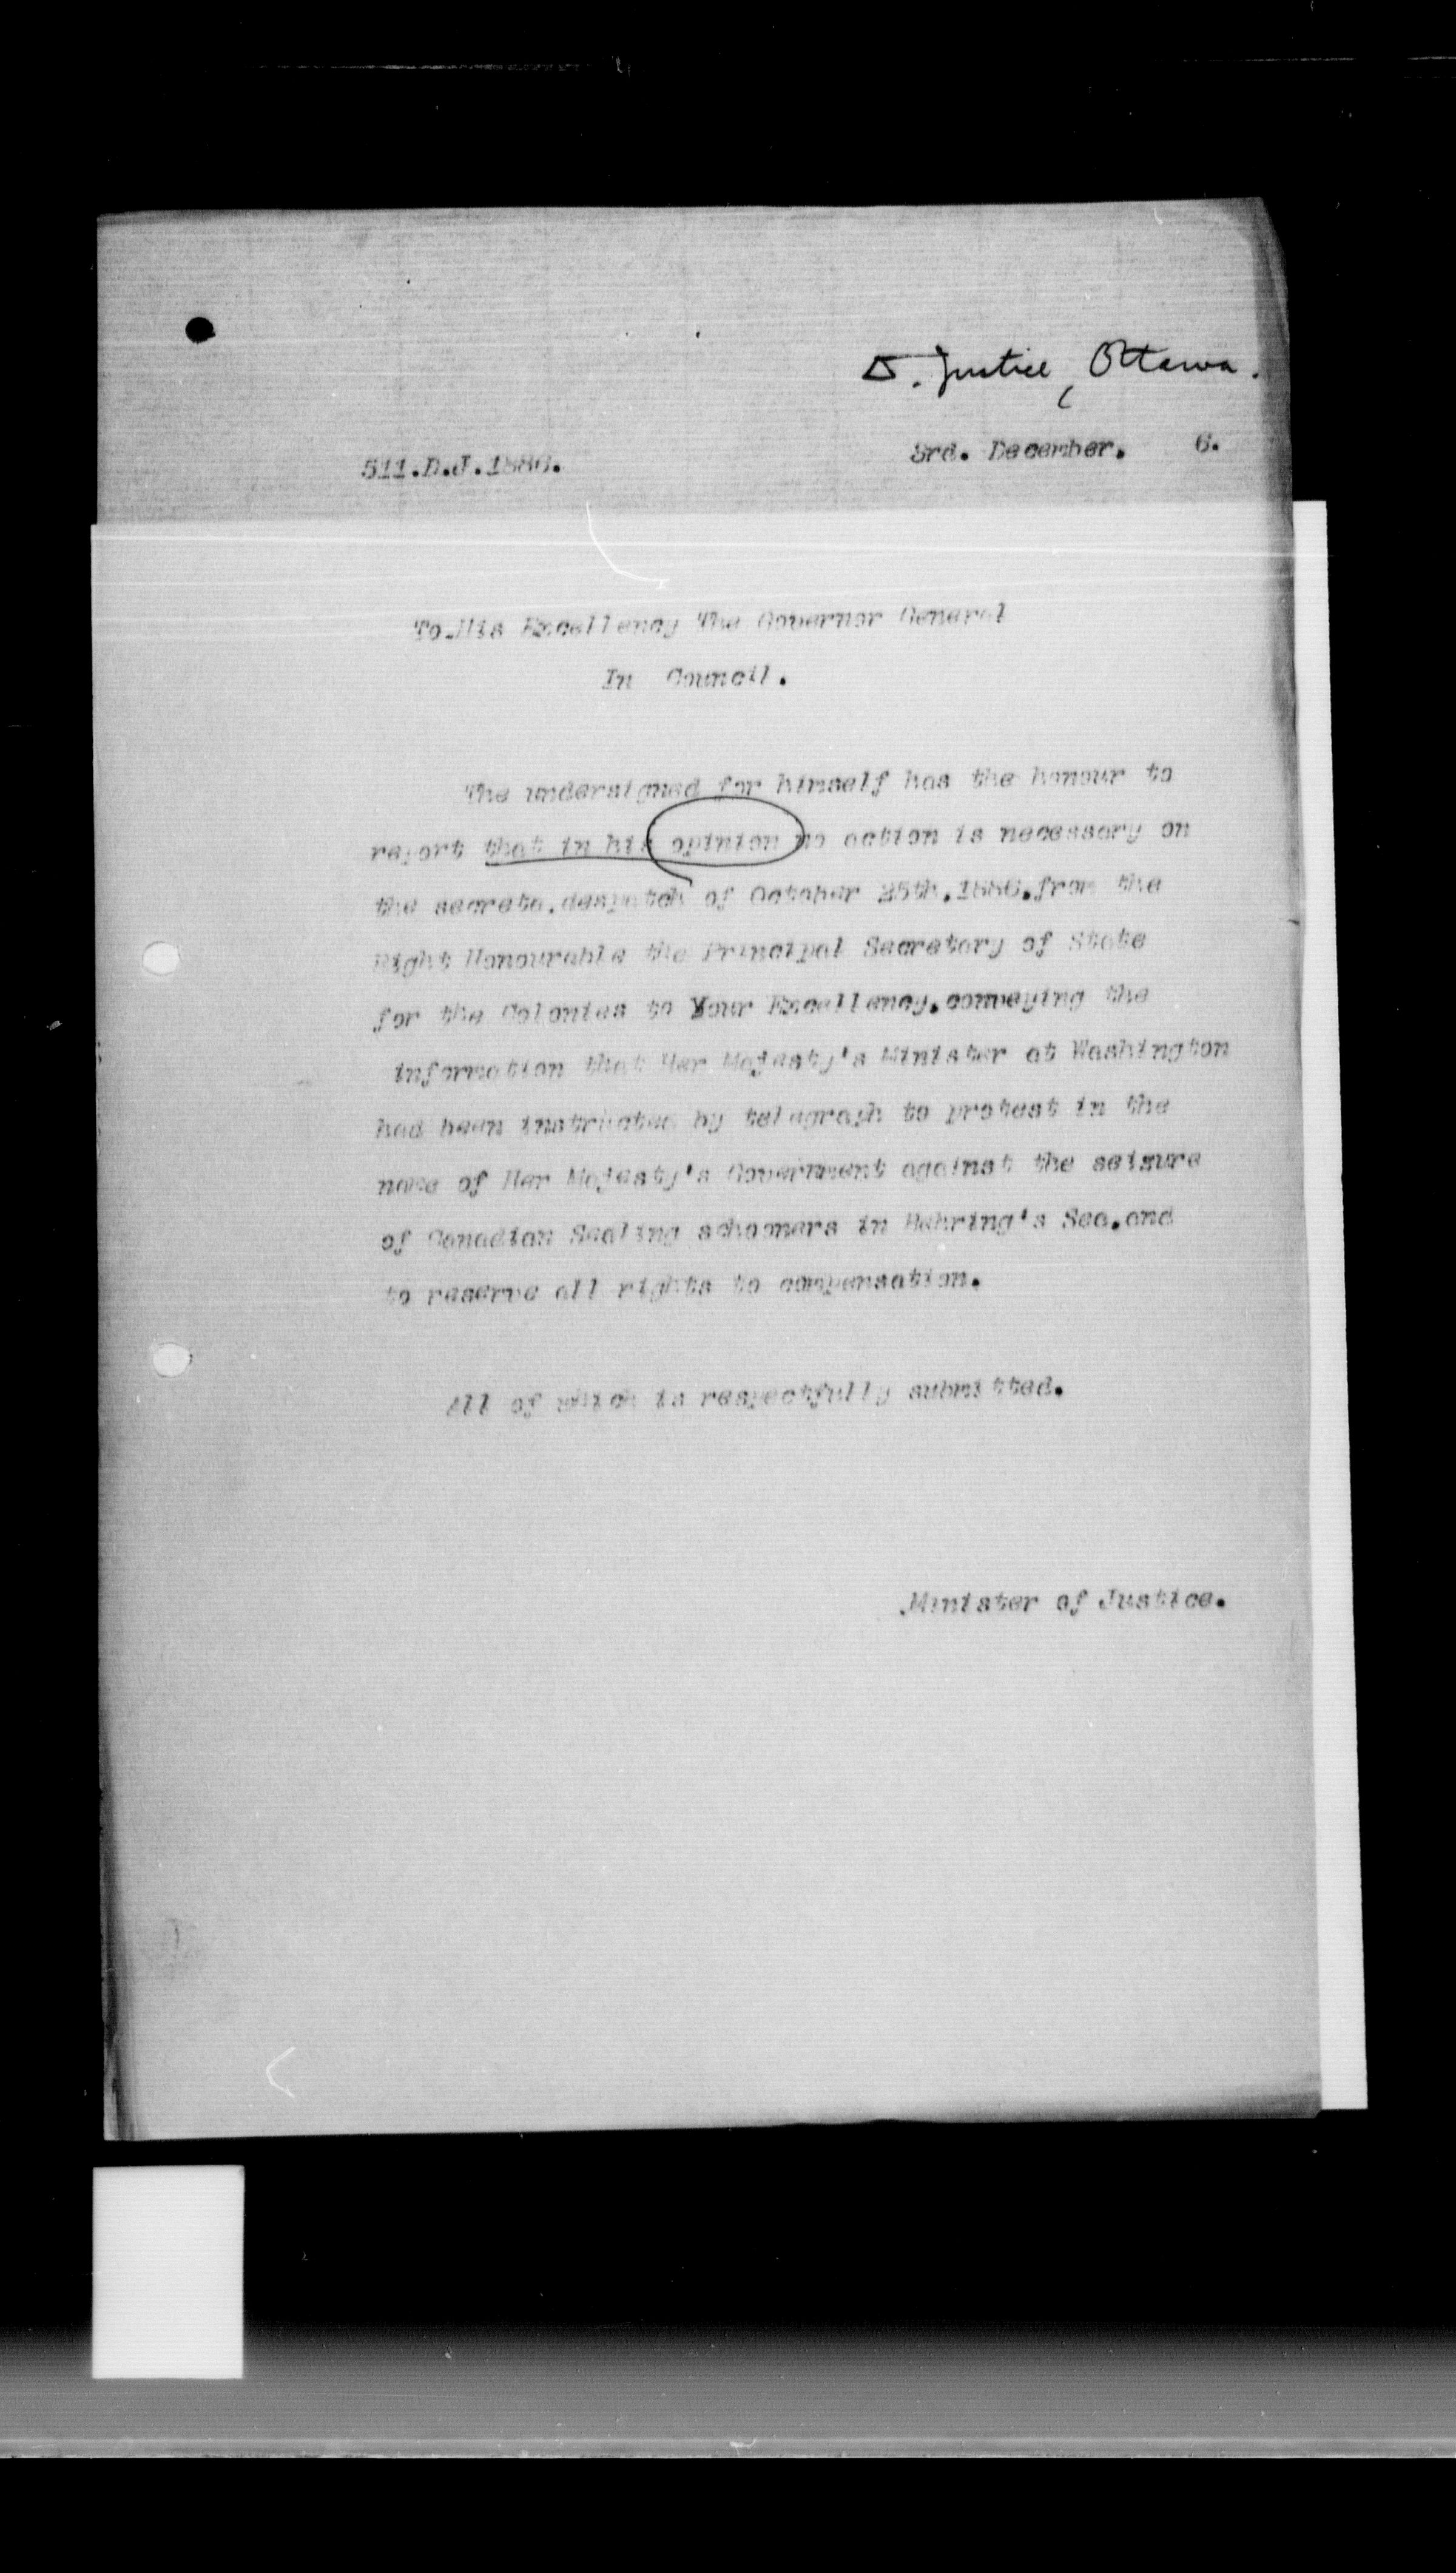 D. Justice, Ottawa.
3rd. December. 6.
511.D.J.1886.
To.His Excellency The Governor General
In Council.
The undersigned for himself has the honour to
report that in his opinion no action is necessary on
the secrete.despatch of October 25th.1886.from the
Right Honourable the Principal Secretary of State
for the Colonies to Your Excellency.conveying the
information that Her Majesty's Minister at Washington
had been instructed by telegraph to protest in the
name of Her Majesty's Government against the seizure
of Canadian Sealing schooners in Behring's Sea.and
to reserve all rights to compensation.
All of which is respectfully submitted.
Minister of Justice.